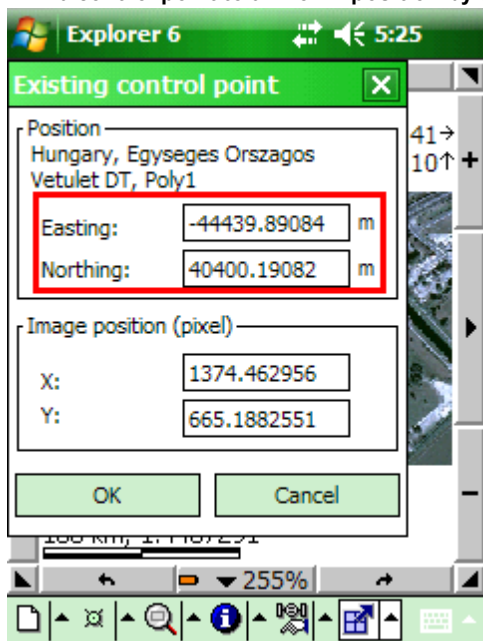 Explorer 6 5:25
Existing control point
Position
Hungary, Egyseges Orszagos
Vetulet DT, Poly1
Easting: -44439.89084 m
Northing: 40400.19082 m
Image position (pixel)
X: 1374.462956
Y: 665.1882551
OK Cancel
41→
10↑ +
−
255%